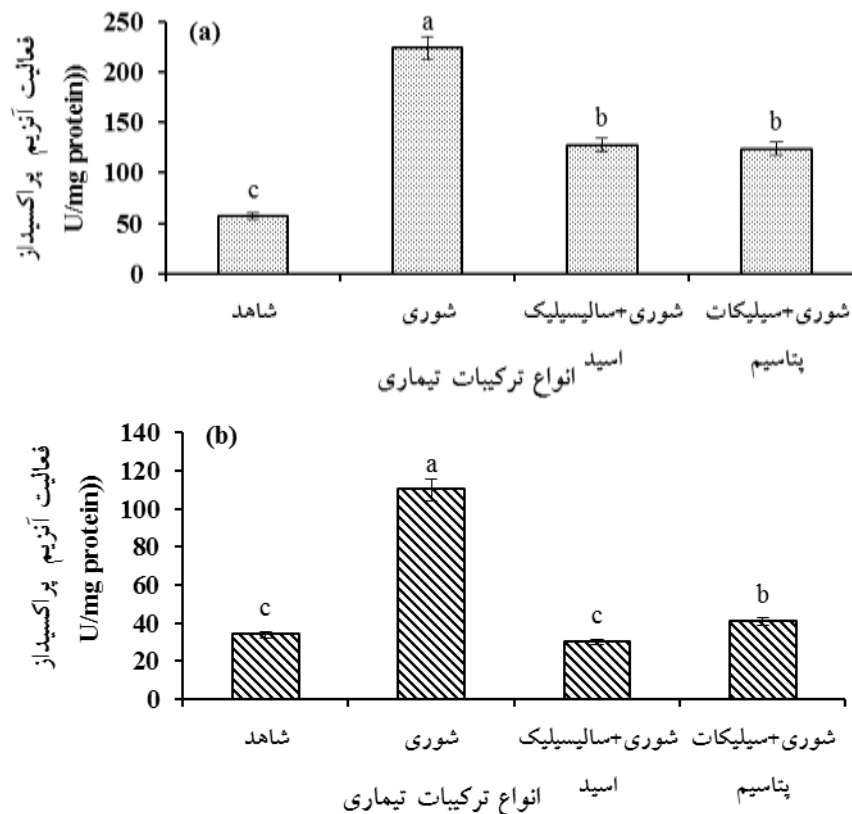 (a)
فعالیت آنزیم پراکسیداز
U/mg protein))
300
250
200
150
100
50
0
c
a
b
b
شاهد
شوری
شوری+سالیسیلیک
اسید
شوری+سیلیکات
پتاسیم
انواع ترکیبات تیماری
(b)
فعالیت آنزیم پراکسیداز
U/mg protein))
140
120
100
80
60
40
20
0
c
a
c
b
شاهد
شوری
شوری+سالیسیلیک
اسید
شوری+سیلیکات
پتاسیم
انواع ترکیبات تیماری